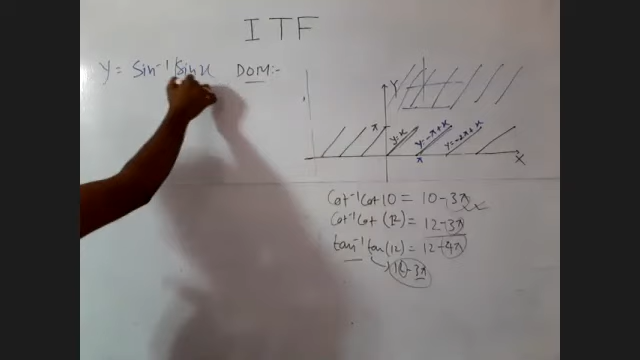 ITF
y = Sin⁻¹ Sin x DOM:-
Y
π
y=x
y=-π+x
y=-2π+x
π
X
Cot⁻¹ Cot 10 = 10-3π
Cot⁻¹ Cot (12) = 12-3π
tan⁻¹ tan (12) = 12-4π
12-3π